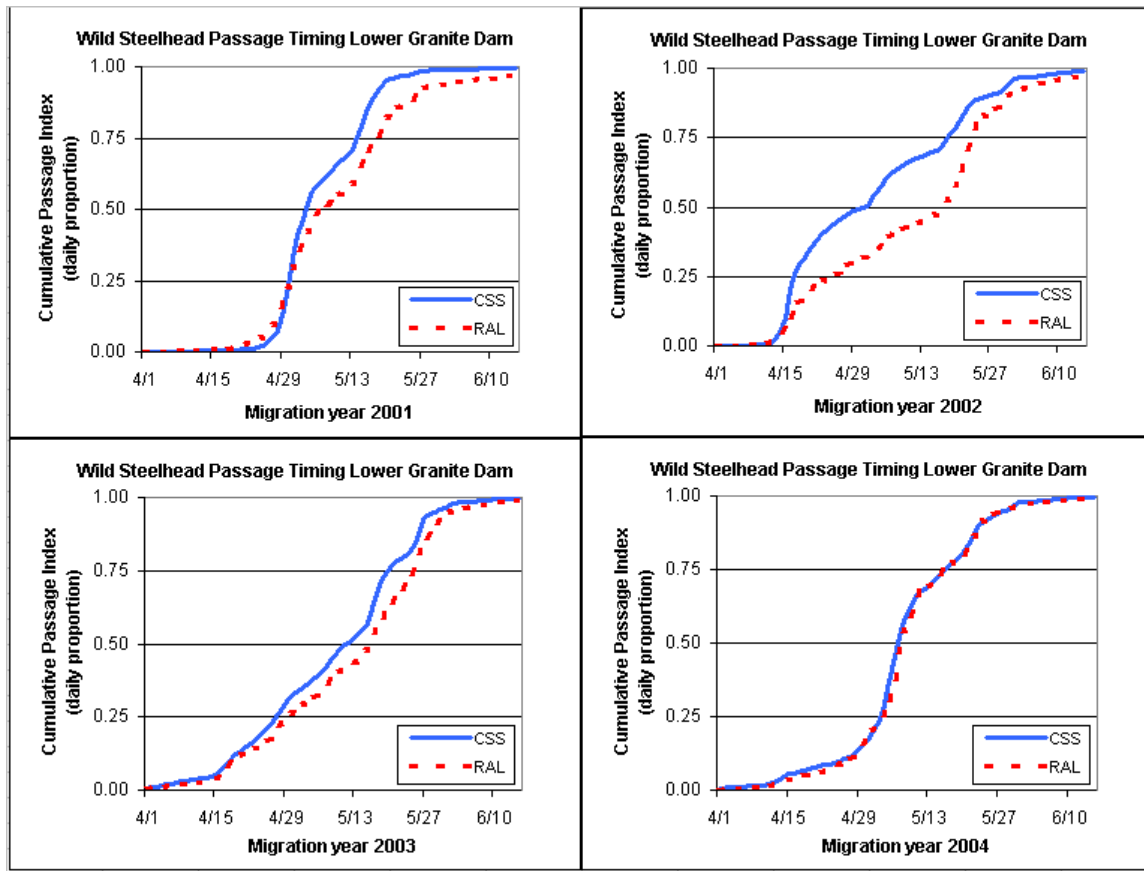 Wild Steelhead Passage Timing Lower Granite Dam
Cumulative Passage Index
(daily proportion)
1.00
0.75
0.50
0.25
0.00
CSS
RAL
4/1 4/15 4/29 5/13 5/27 6/10
Migration year 2001
Wild Steelhead Passage Timing Lower Granite Dam
Cumulative Passage Index
(daily proportion)
1.00
0.75
0.50
0.25
0.00
CSS
RAL
4/1 4/15 4/29 5/13 5/27 6/10
Migration year 2002
Wild Steelhead Passage Timing Lower Granite Dam
Cumulative Passage Index
(daily proportion)
1.00
0.75
0.50
0.25
0.00
CSS
RAL
4/1 4/15 4/29 5/13 5/27 6/10
Migration year 2003
Wild Steelhead Passage Timing Lower Granite Dam
Cumulative Passage Index
(daily proportion)
1.00
0.75
0.50
0.25
0.00
CSS
RAL
4/1 4/15 4/29 5/13 5/27 6/10
Migration year 2004